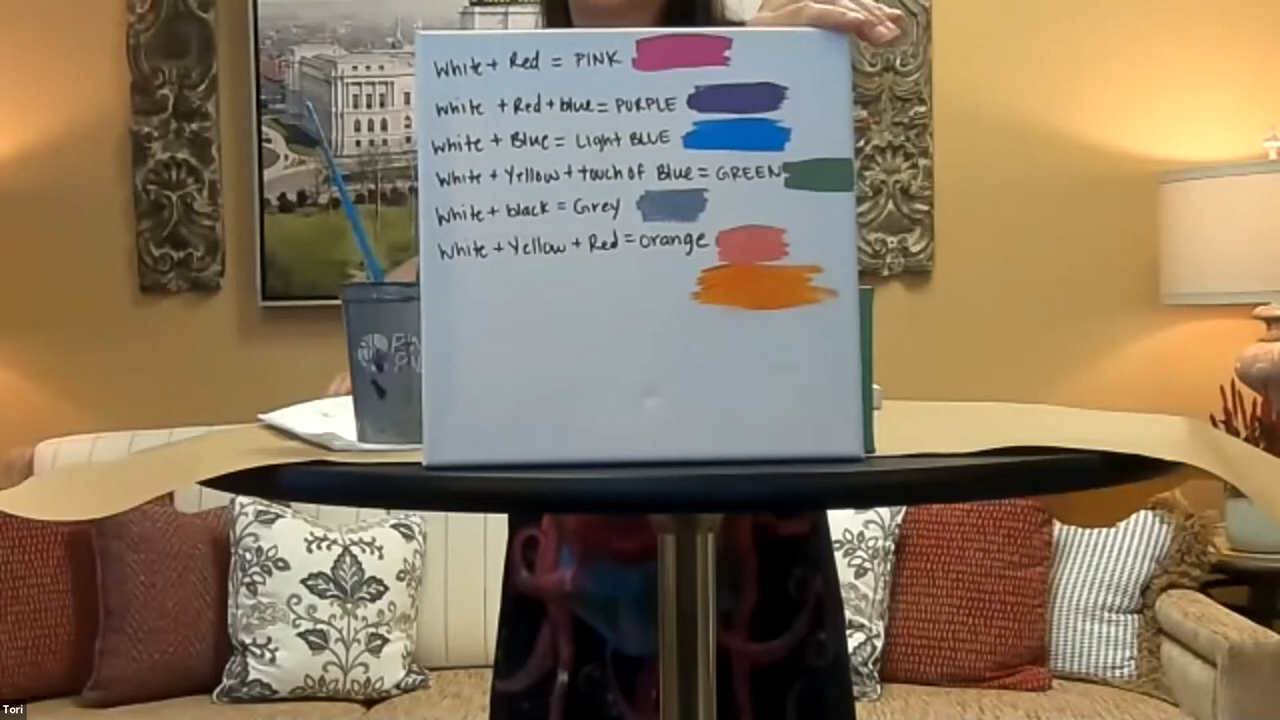 White + Red = PINK
White + Red + blue = PURPLE
White + Blue = Light BLUE
White + Yellow + touch of Blue = GREEN
White + black = Grey
White + Yellow + Red = orange
Tori